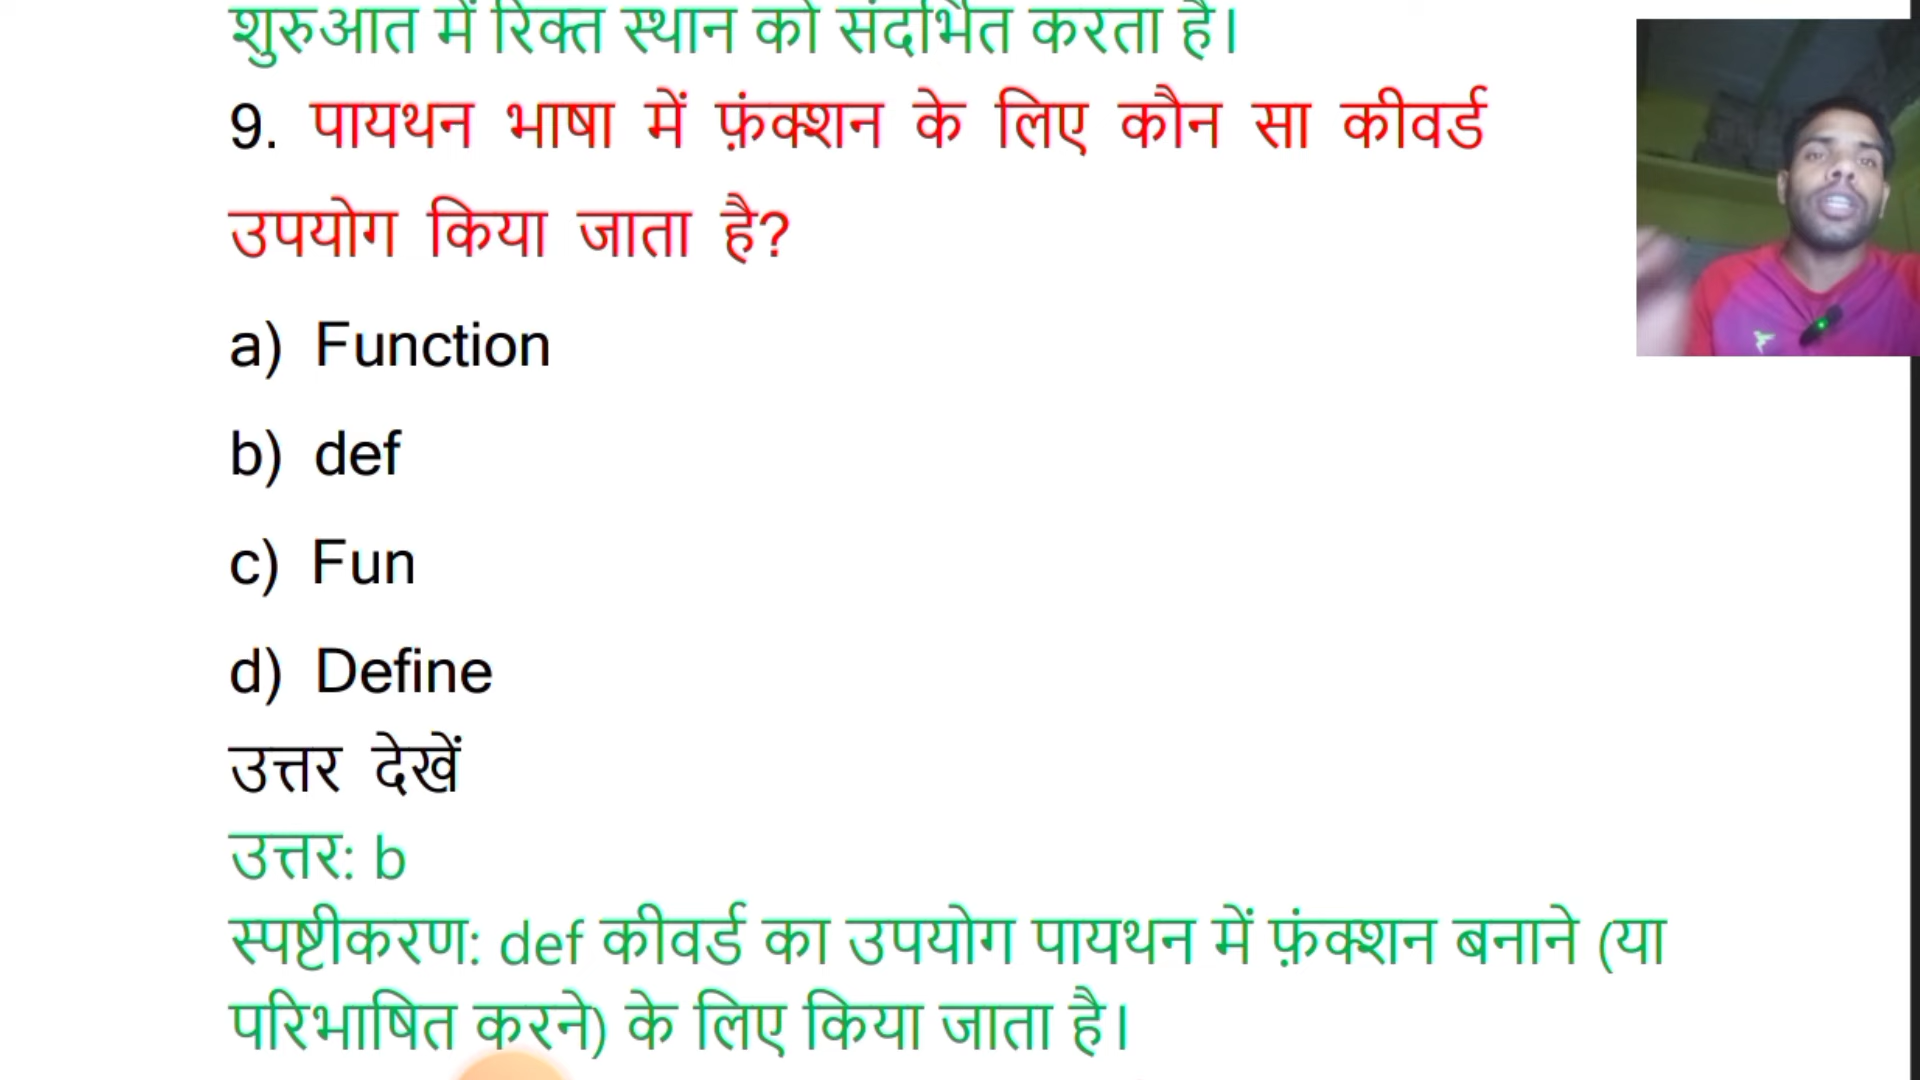 शुरुआत में रिक्त स्थान को संदर्भित करता है।
9. पायथन भाषा में फ़ंक्शन के लिए कौन सा कीवर्ड
उपयोग किया जाता है?
a) Function
b) def
c) Fun
d) Define
उत्तर देखें
उत्तर: b
स्पष्टीकरण: def कीवर्ड का उपयोग पायथन में फ़ंक्शन बनाने (या
परिभाषित करने) के लिए किया जाता है।